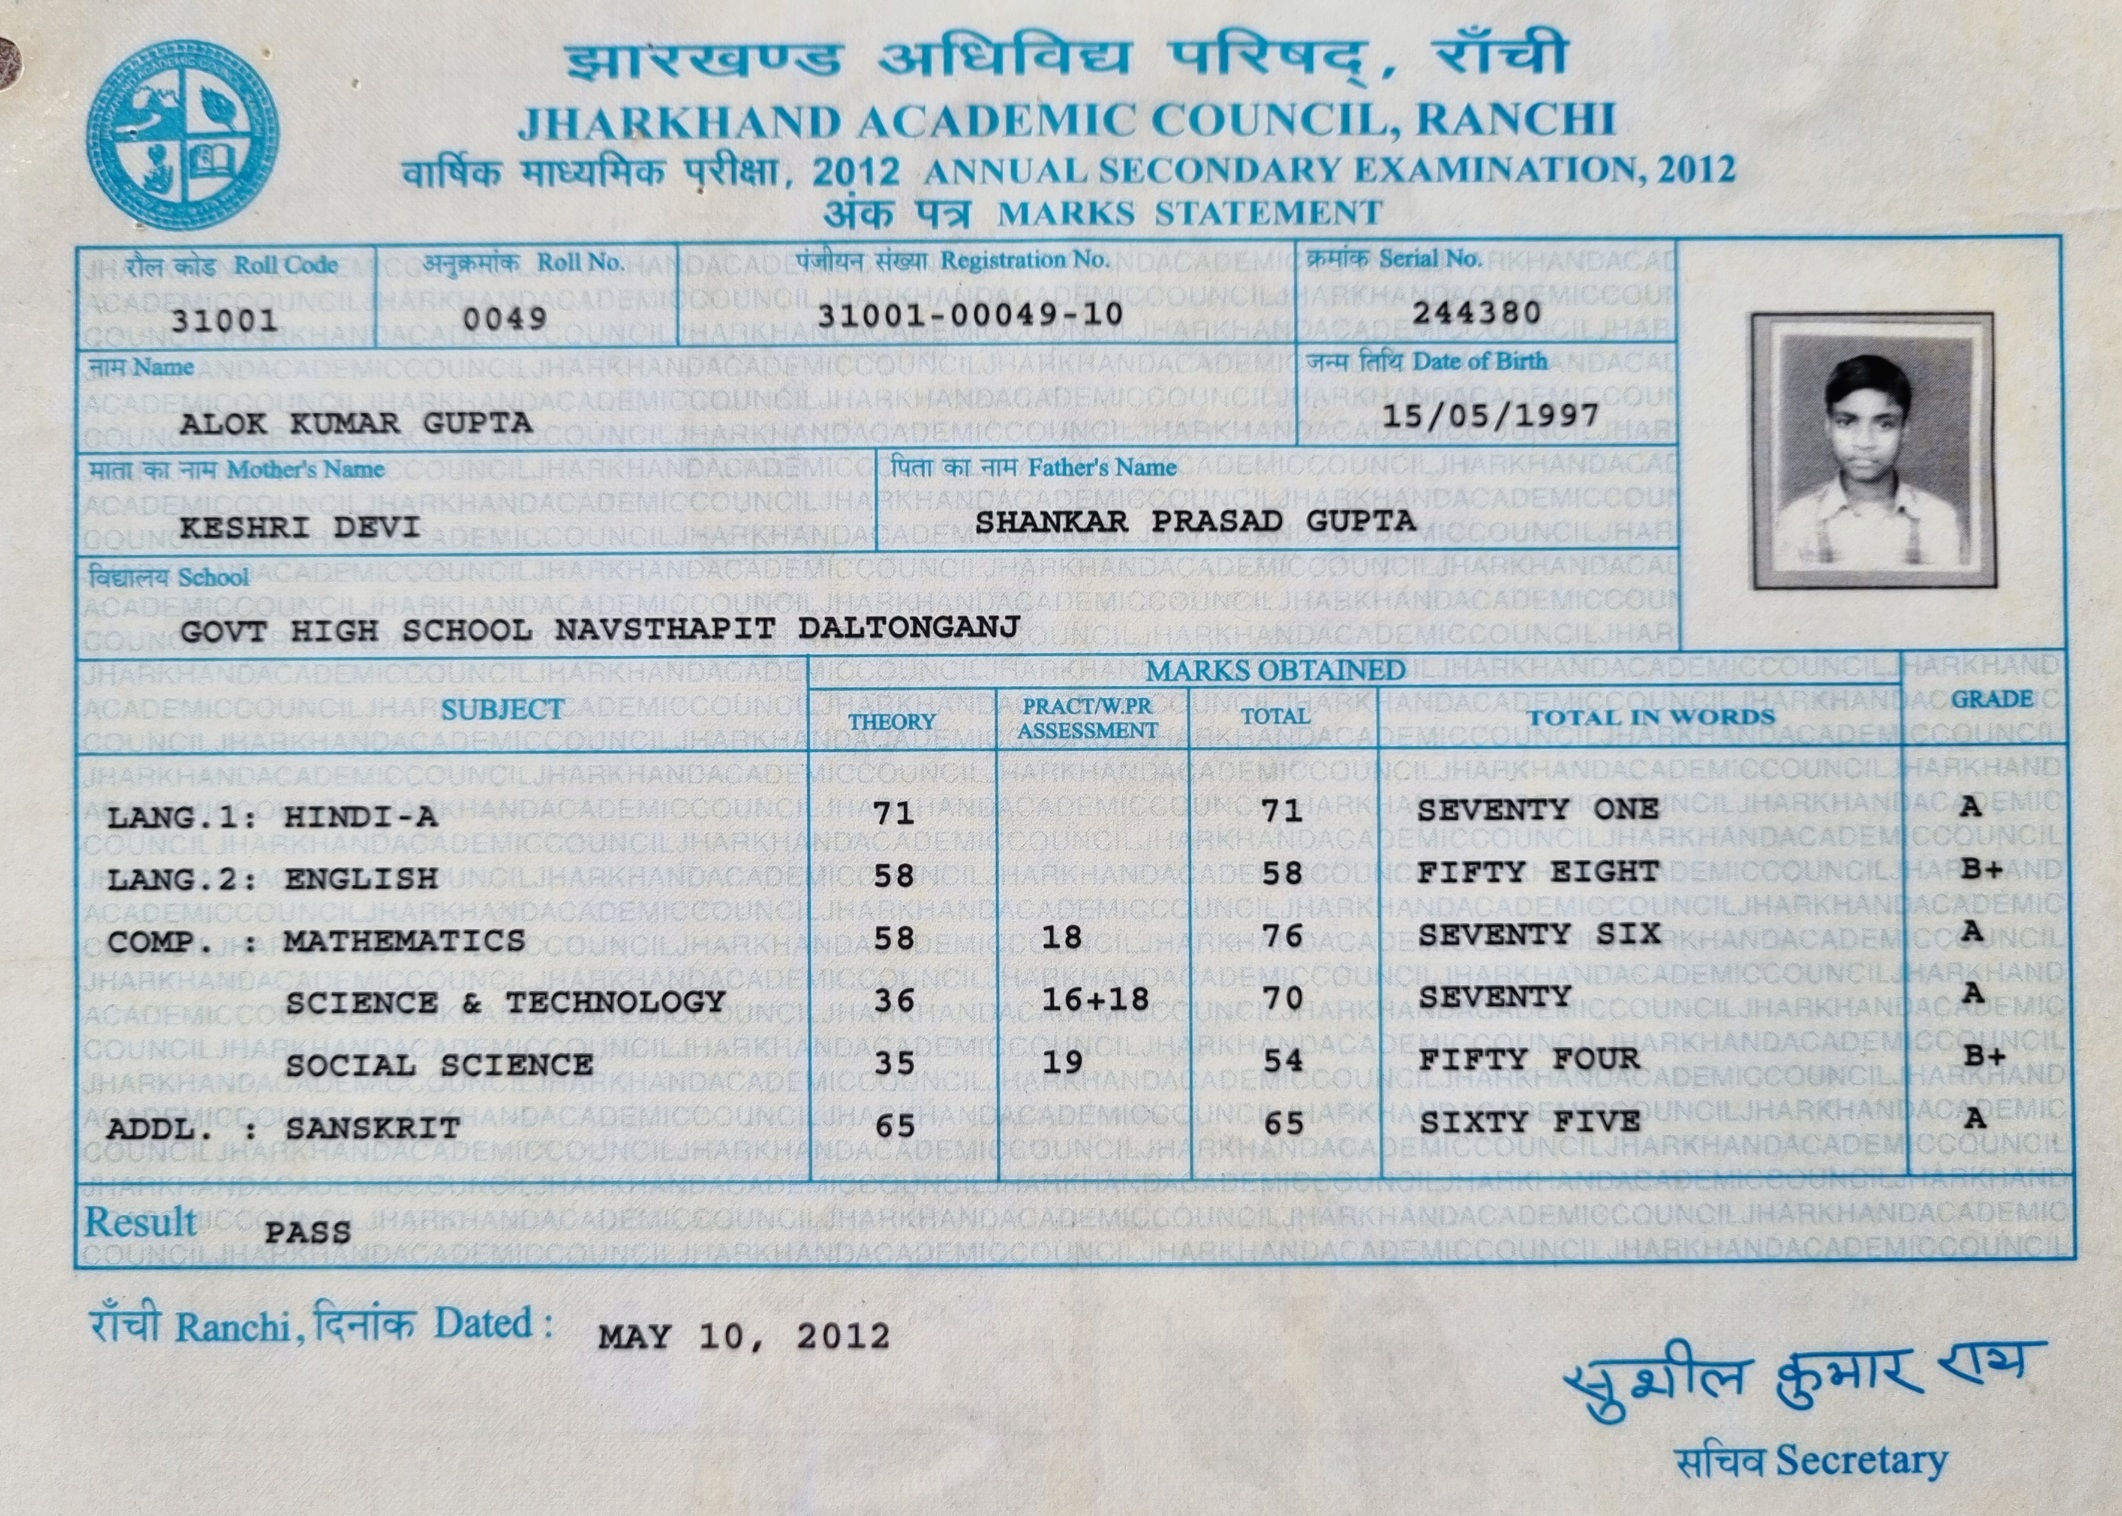 झारखण्ड अधिविद्य परिषद्, राँची
JHARKHAND ACADEMIC COUNCIL, RANCHI
वार्षिक माध्यमिक परीक्षा, 2012 ANNUAL SECONDARY EXAMINATION, 2012
अंक पत्र MARKS STATEMENT
रौल कोड Roll Code अनुक्रमांक Roll No. पंजीयन संख्या Registration No. क्रमांक Serial No.
31001 0049 31001-00049-10 244380
नाम Name जन्म तिथि Date of Birth
ALOK KUMAR GUPTA 15/05/1997
माता का नाम Mother's Name पिता का नाम Father's Name
KESHRI DEVI SHANKAR PRASAD GUPTA
विद्यालय School
GOVT HIGH SCHOOL NAVSTHAPIT DALTONGANJ
MARKS OBTAINED
SUBJECT THEORY PRACT/W.PR ASSESSMENT TOTAL TOTAL IN WORDS GRADE
LANG.1: HINDI-A 71 71 SEVENTY ONE A
LANG.2: ENGLISH 58 58 FIFTY EIGHT B+
COMP. : MATHEMATICS 58 18 76 SEVENTY SIX A
SCIENCE & TECHNOLOGY 36 16+18 70 SEVENTY A
SOCIAL SCIENCE 35 19 54 FIFTY FOUR B+
ADDL. : SANSKRIT 65 65 SIXTY FIVE A
Result PASS
राँची Ranchi, दिनांक Dated : MAY 10, 2012
सुशील कुमार राय
सचिव Secretary